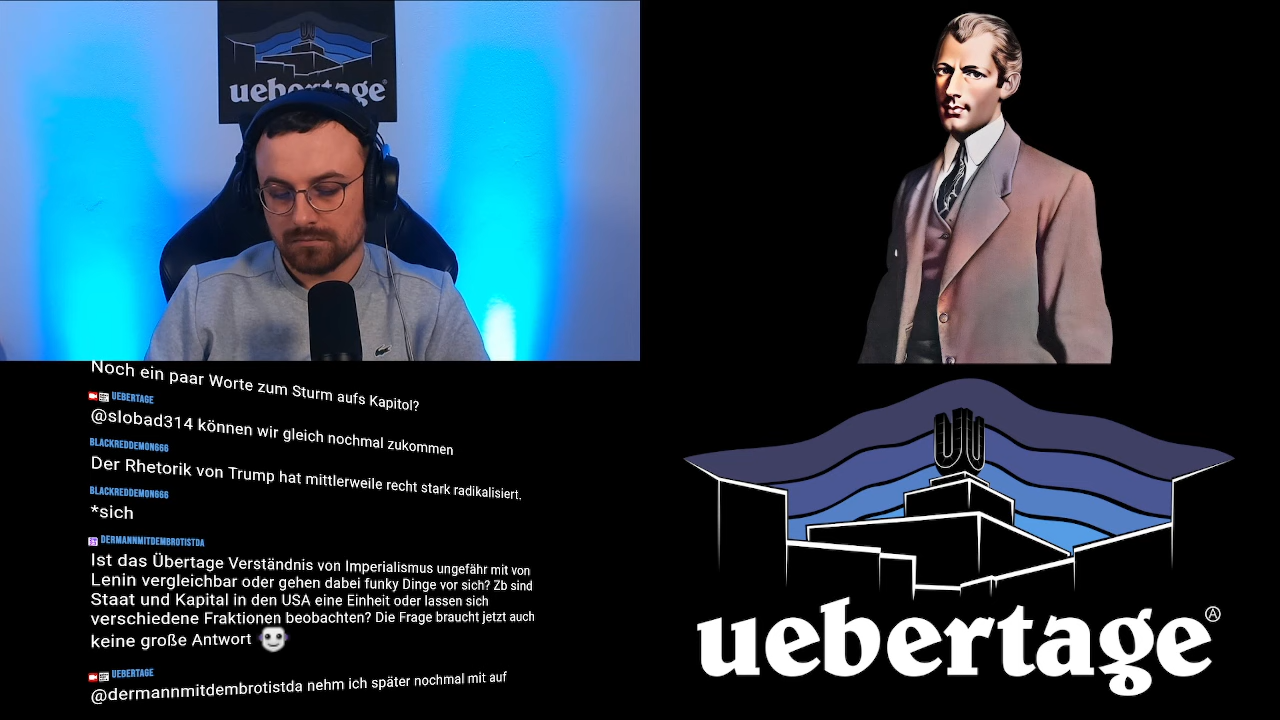 uebertage
Noch ein paar Worte zum Sturm aufs Kapitol?
UEBERTAGE
@slobad314 können wir gleich nochmal zukommen
BLACKREDDEMON666
Der Rhetorik von Trump hat mittlerweile recht stark radikalisiert.
BLACKREDDEMON666
*sich
DERMANNMITDEMBROTISTDA
Ist das Übertage Verständnis von Imperialismus ungefähr mit von
Lenin vergleichbar oder gehen dabei funky Dinge vor sich? Zb sind
Staat und Kapital in den USA eine Einheit oder lassen sich
verschiedene Fraktionen beobachten? Die Frage braucht jetzt auch
keine große Antwort
UEBERTAGE
@dermannmitdembrotistda nehm ich später nochmal mit auf
UU
uebertage Ⓐ